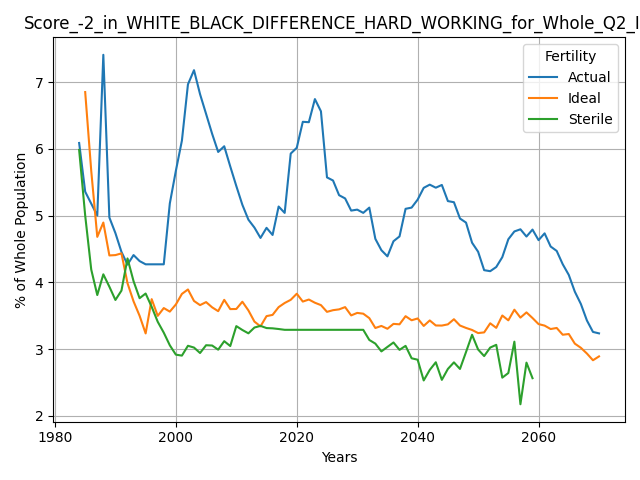 Score_-2_in_WHITE_BLACK_DIFFERENCE_HARD_WORKING_for_Whole_Q2_
Fertility
Actual
Ideal
Sterile
% of Whole Population
7
6
5
4
3
2
1980 2000 2020 2040 2060
Years